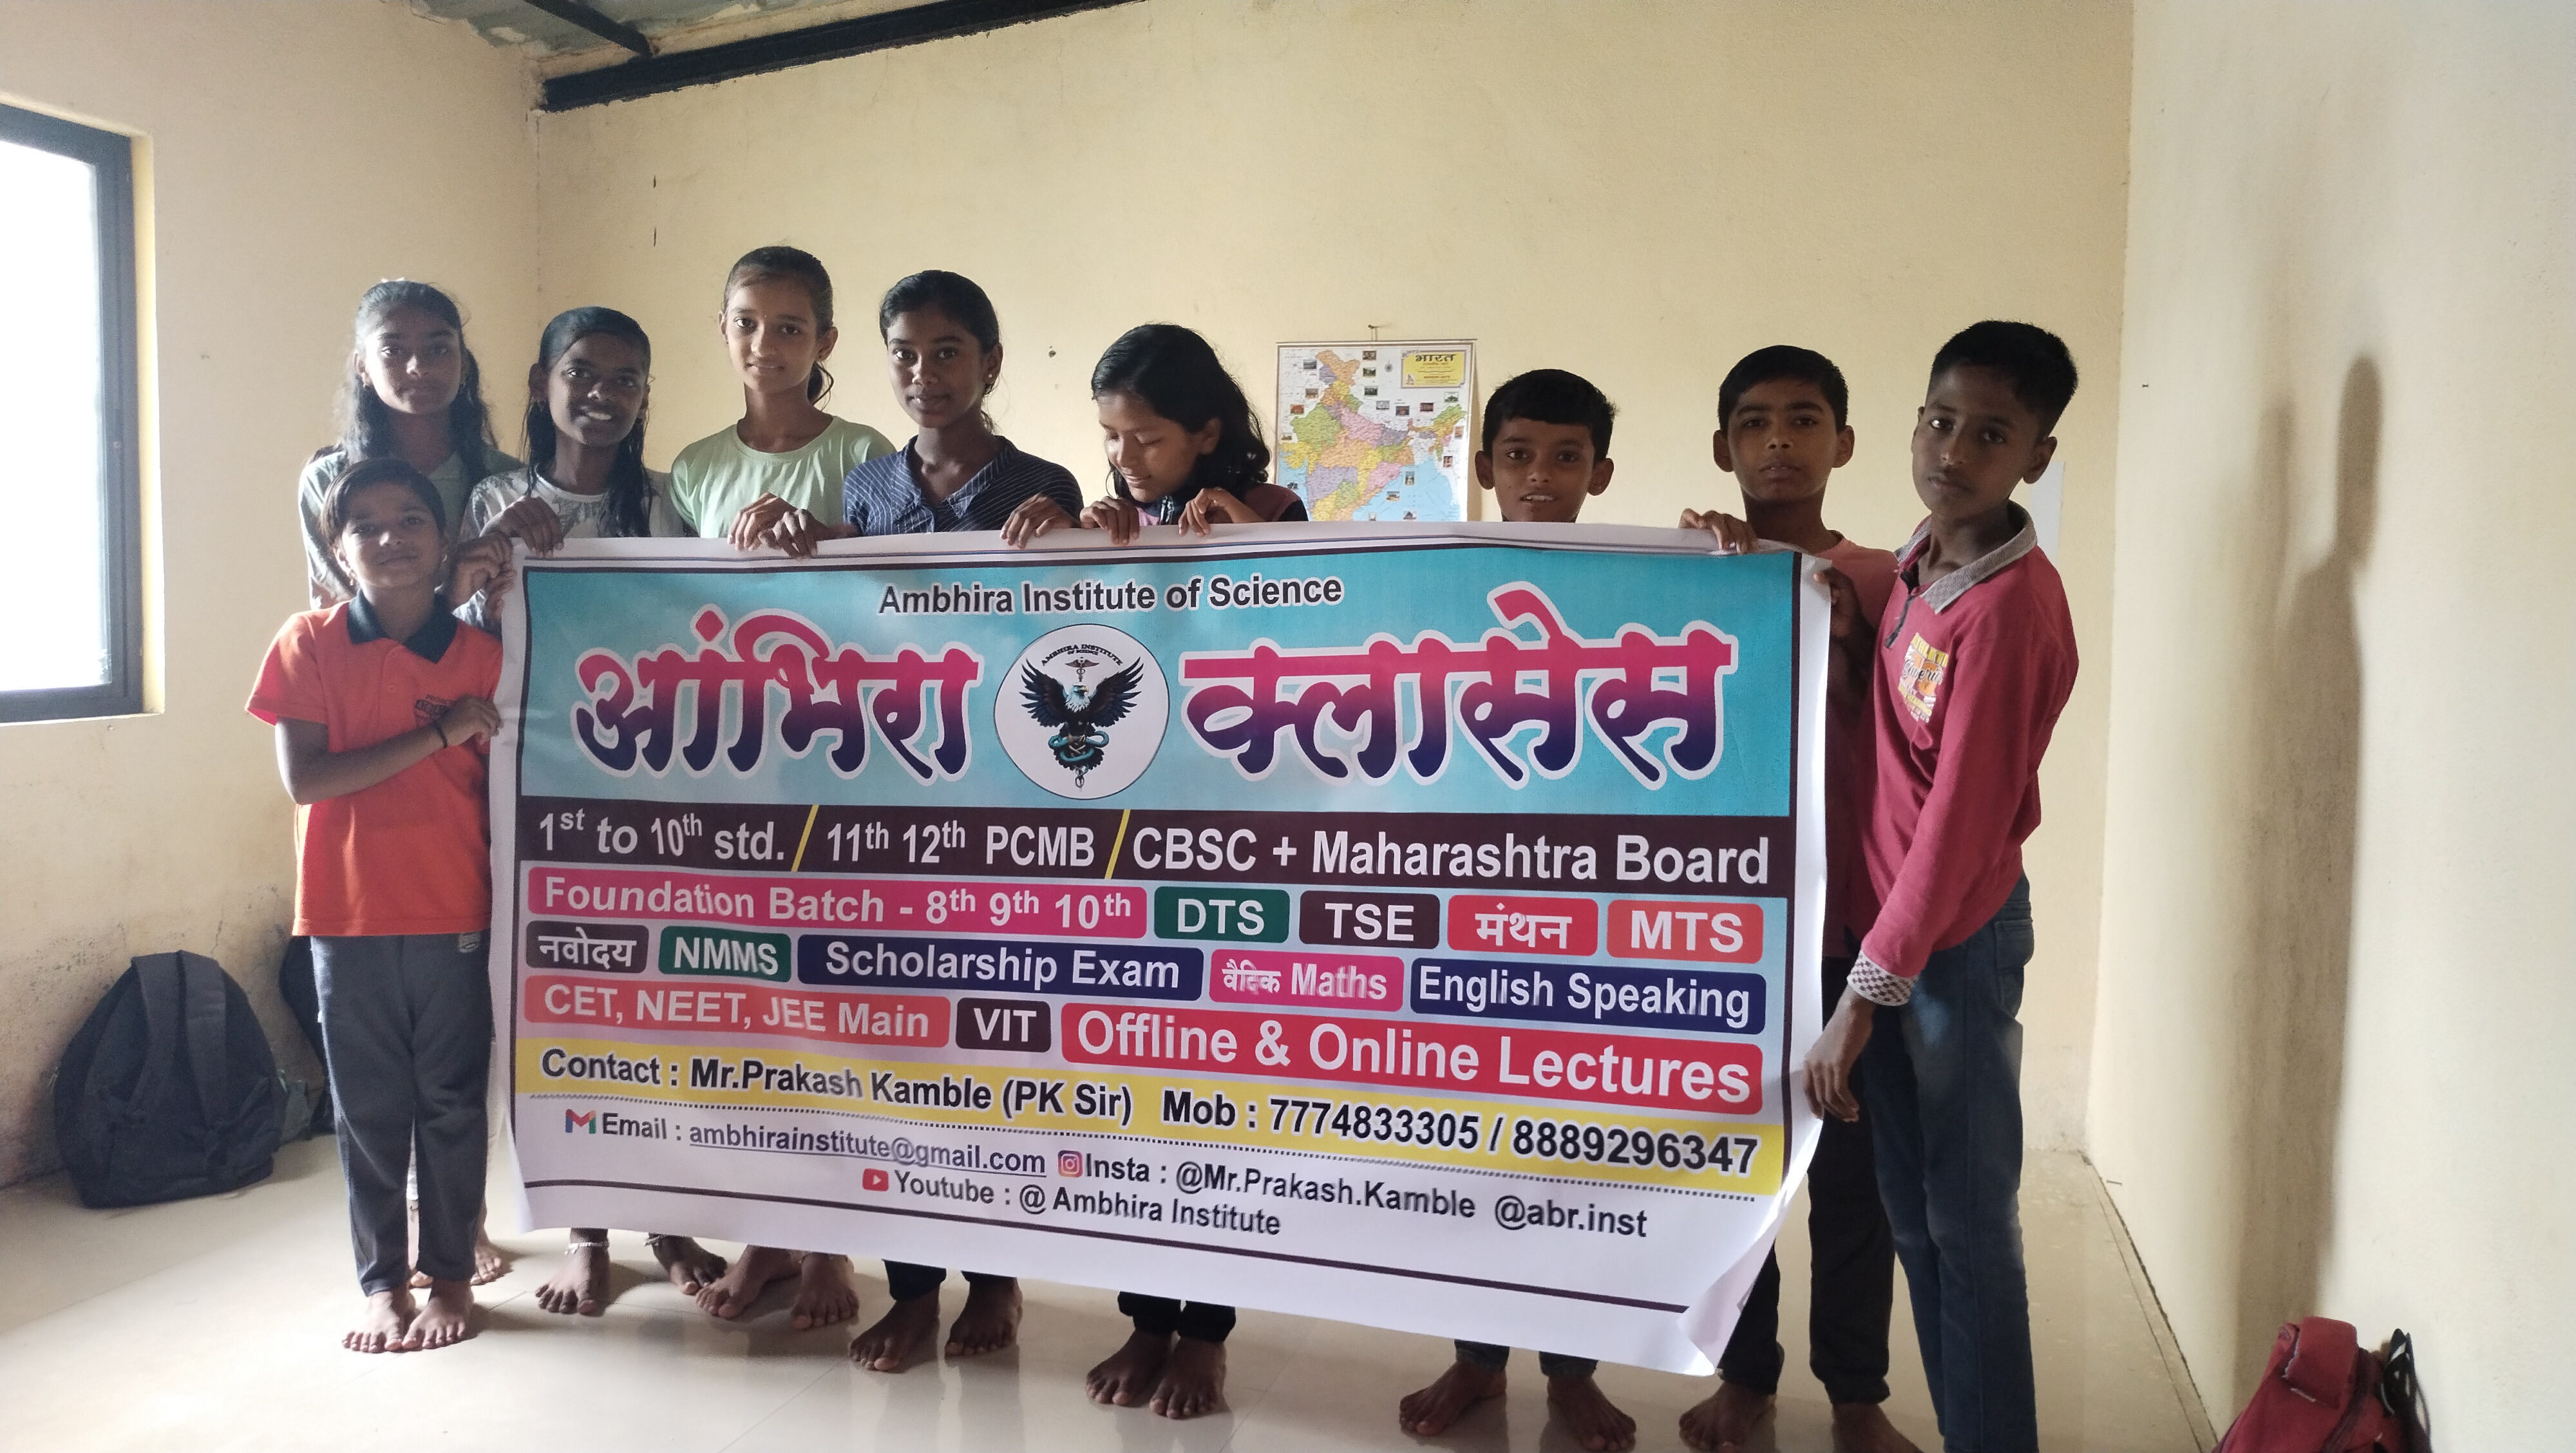 Ambhira Institute of Science
आंभिरा क्लासेस
AMBHIRA INSTITUTE
1st to 10th std. / 11th 12th PCMB / CBSC + Maharashtra Board
Foundation Batch - 8th 9th 10th DTS TSE मंथन MTS
नवोदय NMMS Scholarship Exam वैदिक Maths English Speaking
CET, NEET, JEE Main VIT Offline & Online Lectures
Contact : Mr.Prakash Kamble (PK Sir) Mob : 7774833305 / 8889296347
Email : ambhirainstitute@gmail.com Insta : @Mr.Prakash.Kamble @abr.inst
Youtube : @ Ambhira Institute
भारत